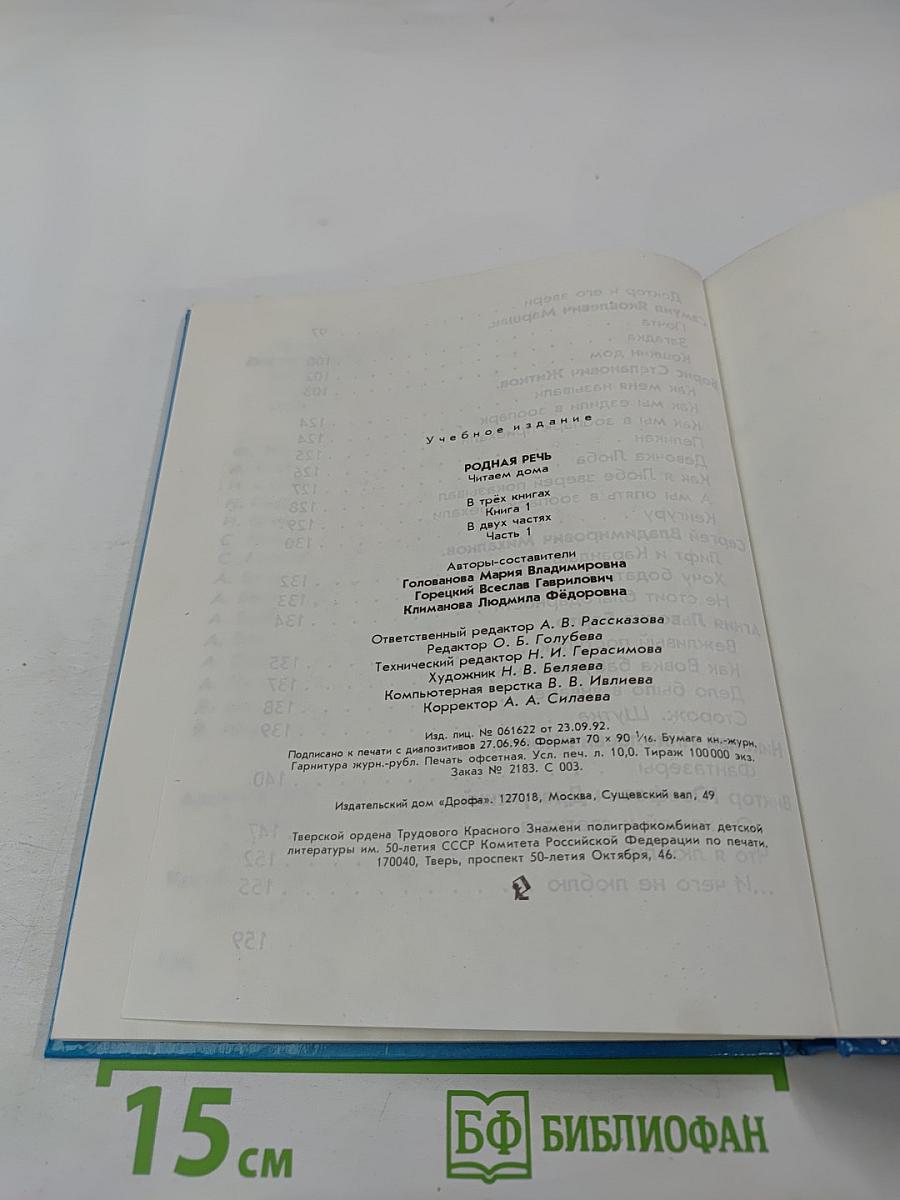 Учебное издание
РОДНАЯ РЕЧЬ
Читаем дома
В трёх книгах
Книга 1
В двух частях
Часть 1
Авторы-составители
Голованова Мария Владимировна
Горецкий Всеслав Гаврилович
Климанова Людмила Фёдоровна
Ответственный редактор А. В. Рассказова
Редактор О. Б. Голубева
Технический редактор Н. И. Герасимова
Художник Н. В. Беляева
Компьютерная верстка В. В. Ивлиева
Корректор А. А. Силаева
Изд. лиц. № 061622 от 23.09.92.
Подписано к печати с диапозитивов 27.06.96. Формат 70 × 90 1/16. Бумага кн.-журн.
Гарнитура журн.-рубл. Печать офсетная. Усл. печ. л. 10,0. Тираж 100 000 экз.
Заказ № 2183. С 003.
Издательский дом «Дрофа». 127018, Москва, Сущевский вал, 49
Тверской ордена Трудового Красного Знамени полиграфкомбинат детской
литературы им. 50-летия СССР Комитета Российской Федерации по печати.
170040, Тверь, проспект 50-летия Октября, 46.
15 см
БФ БИБЛИОФАН